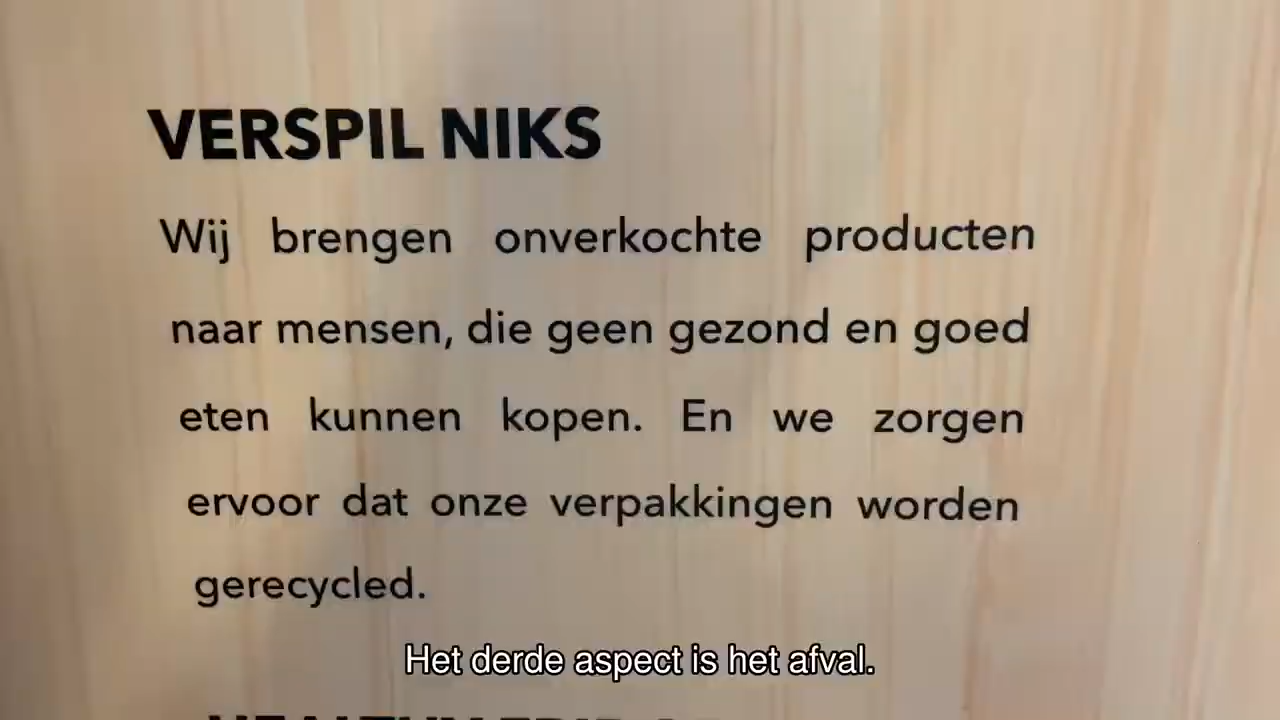 VERSPIL NIKS
Wij brengen onverkochte producten
naar mensen, die geen gezond en goed
eten kunnen kopen. En we zorgen
ervoor dat onze verpakkingen worden
gerecycled.
Het derde aspect is het afval.